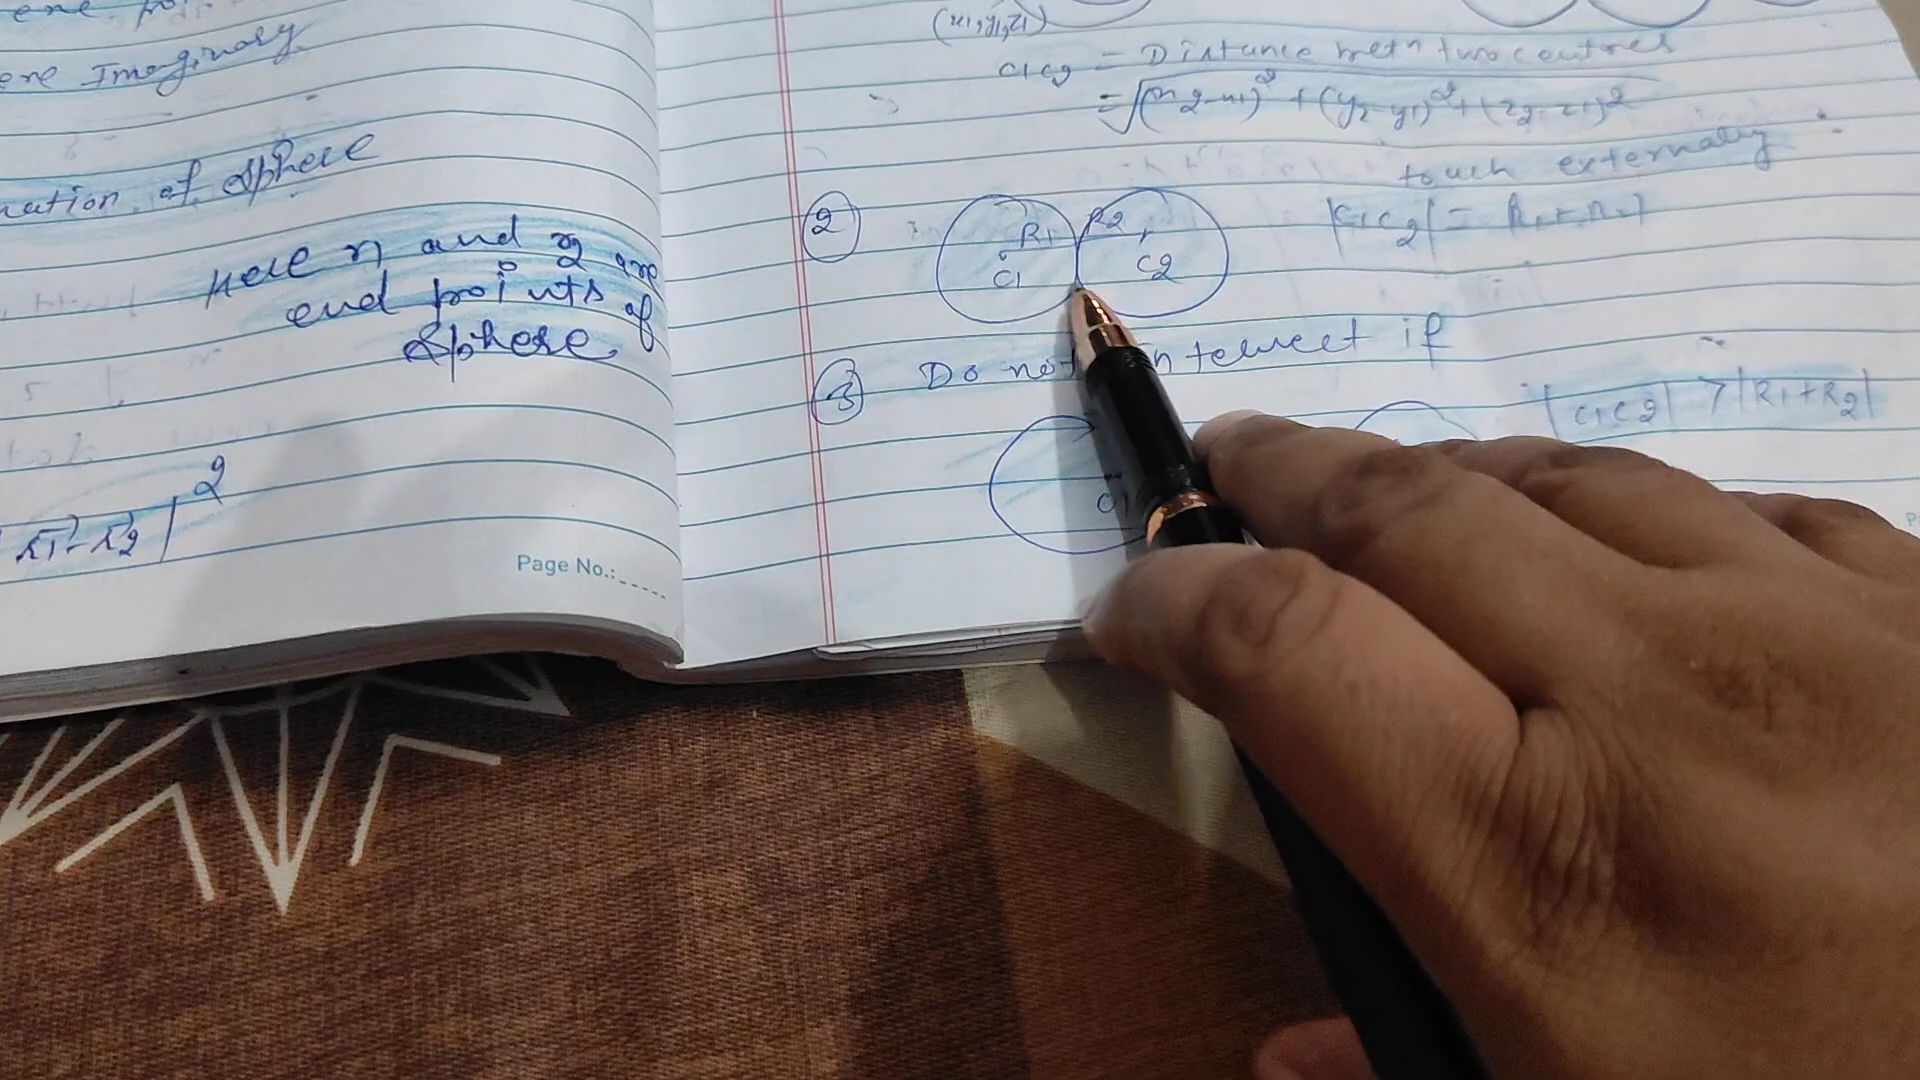 ene Imaginary
ation of sphere
Here r1 and r2 are
end points of
sphere
r1-r2|2
Page No.:
(x1,y1,z1)
C1C2 = Distance betn two centres
=√(x2-x1)2+(y2-y1)2+(z2-z1)2
touch externaly
2
R1 R2
C1 C2
|C1C2| = R1+R2
3 Do not intersect if
|C1C2| > |R1+R2|
C1